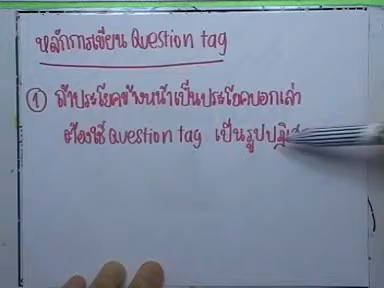 หลักการเขียน Question tag
① ถ้าประโยคข้างหน้าเป็นประโยคบอกเล่า
ต้องใช้ Question tag เป็นรูป